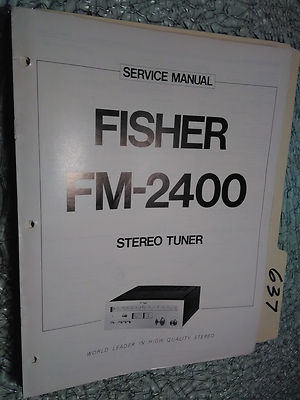 SERVICE MANUAL
FISHER
FM-2400
STEREO TUNER
637
WORLD LEADER IN HIGH QUALITY STEREO